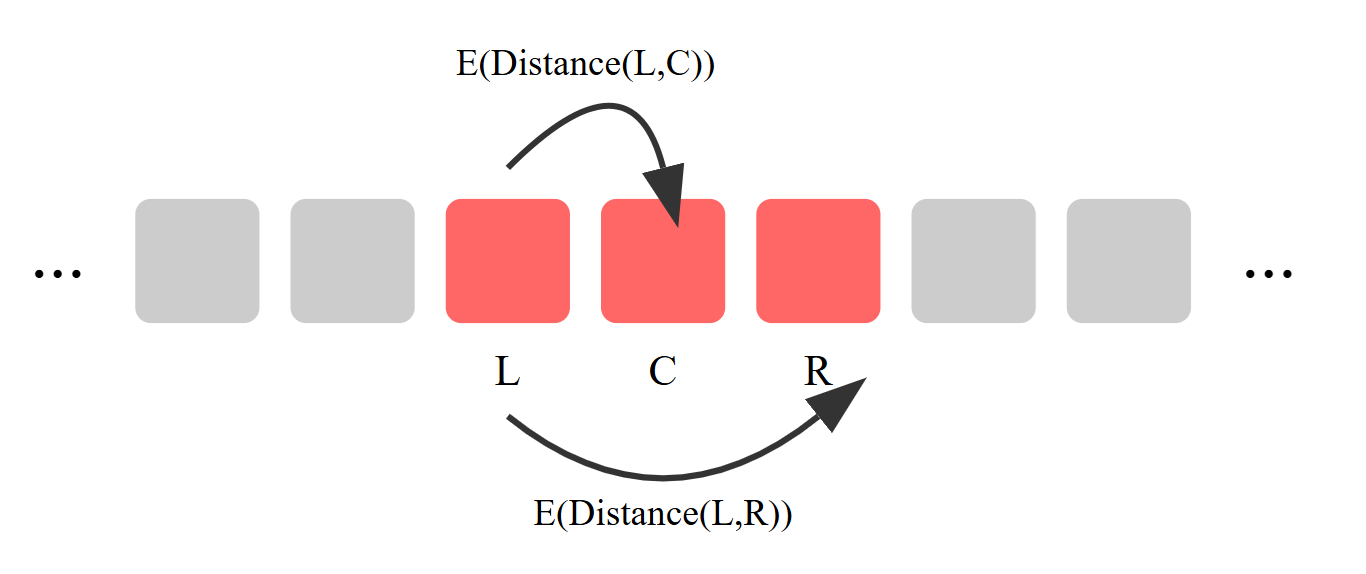 E(Distance(L,C))
... ...
L C R
E(Distance(L,R))